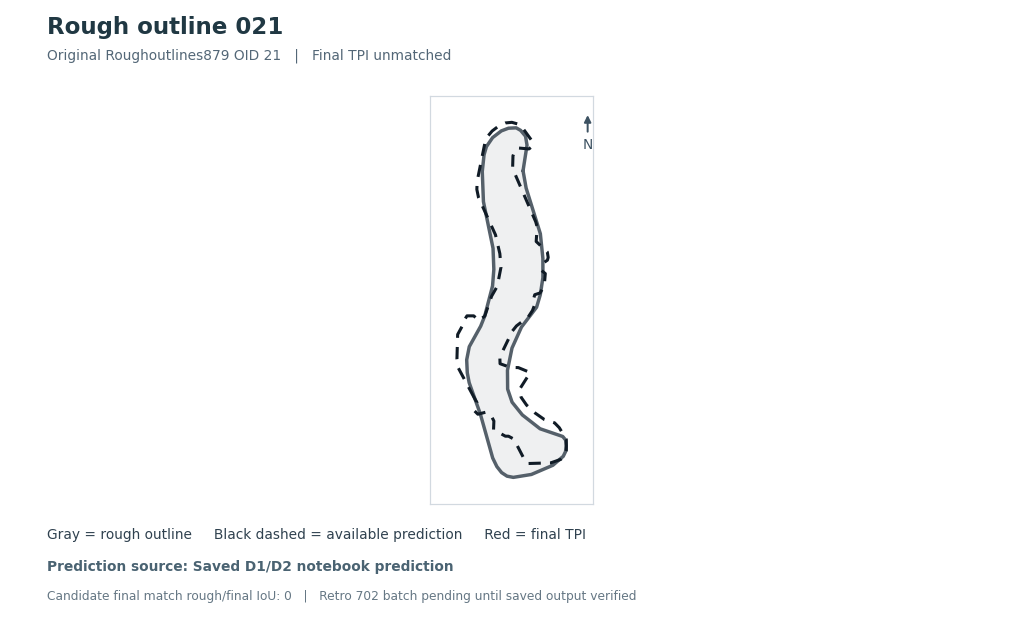 Rough outline 021
Original Roughoutlines879 OID 21   |   Final TPI unmatched
N
Gray = rough outline     Black dashed = available prediction     Red = final TPI
Prediction source: Saved D1/D2 notebook prediction
Candidate final match rough/final IoU: 0   |   Retro 702 batch pending until saved output verified